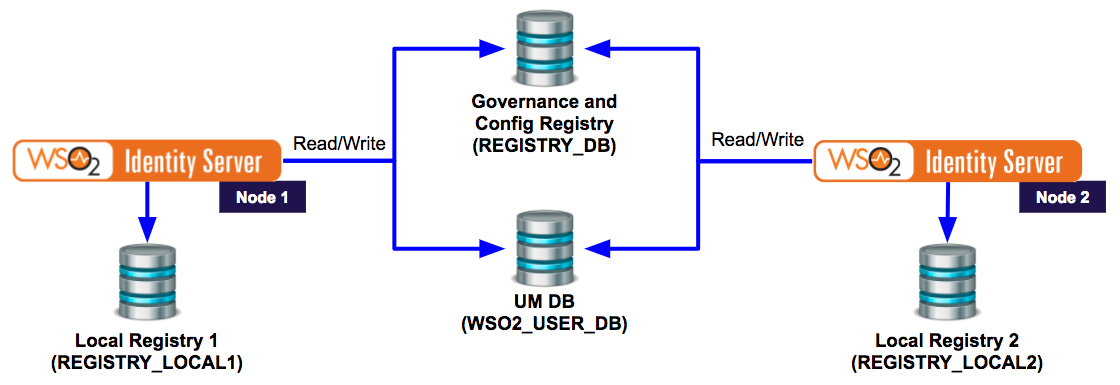 Governance and
Config Registry
(REGISTRY_DB)
Read/Write
Read/Write
WSO2 Identity Server
Node 1
WSO2 Identity Server
Node 2
UM DB
(WSO2_USER_DB)
Local Registry 1
(REGISTRY_LOCAL1)
Local Registry 2
(REGISTRY_LOCAL2)